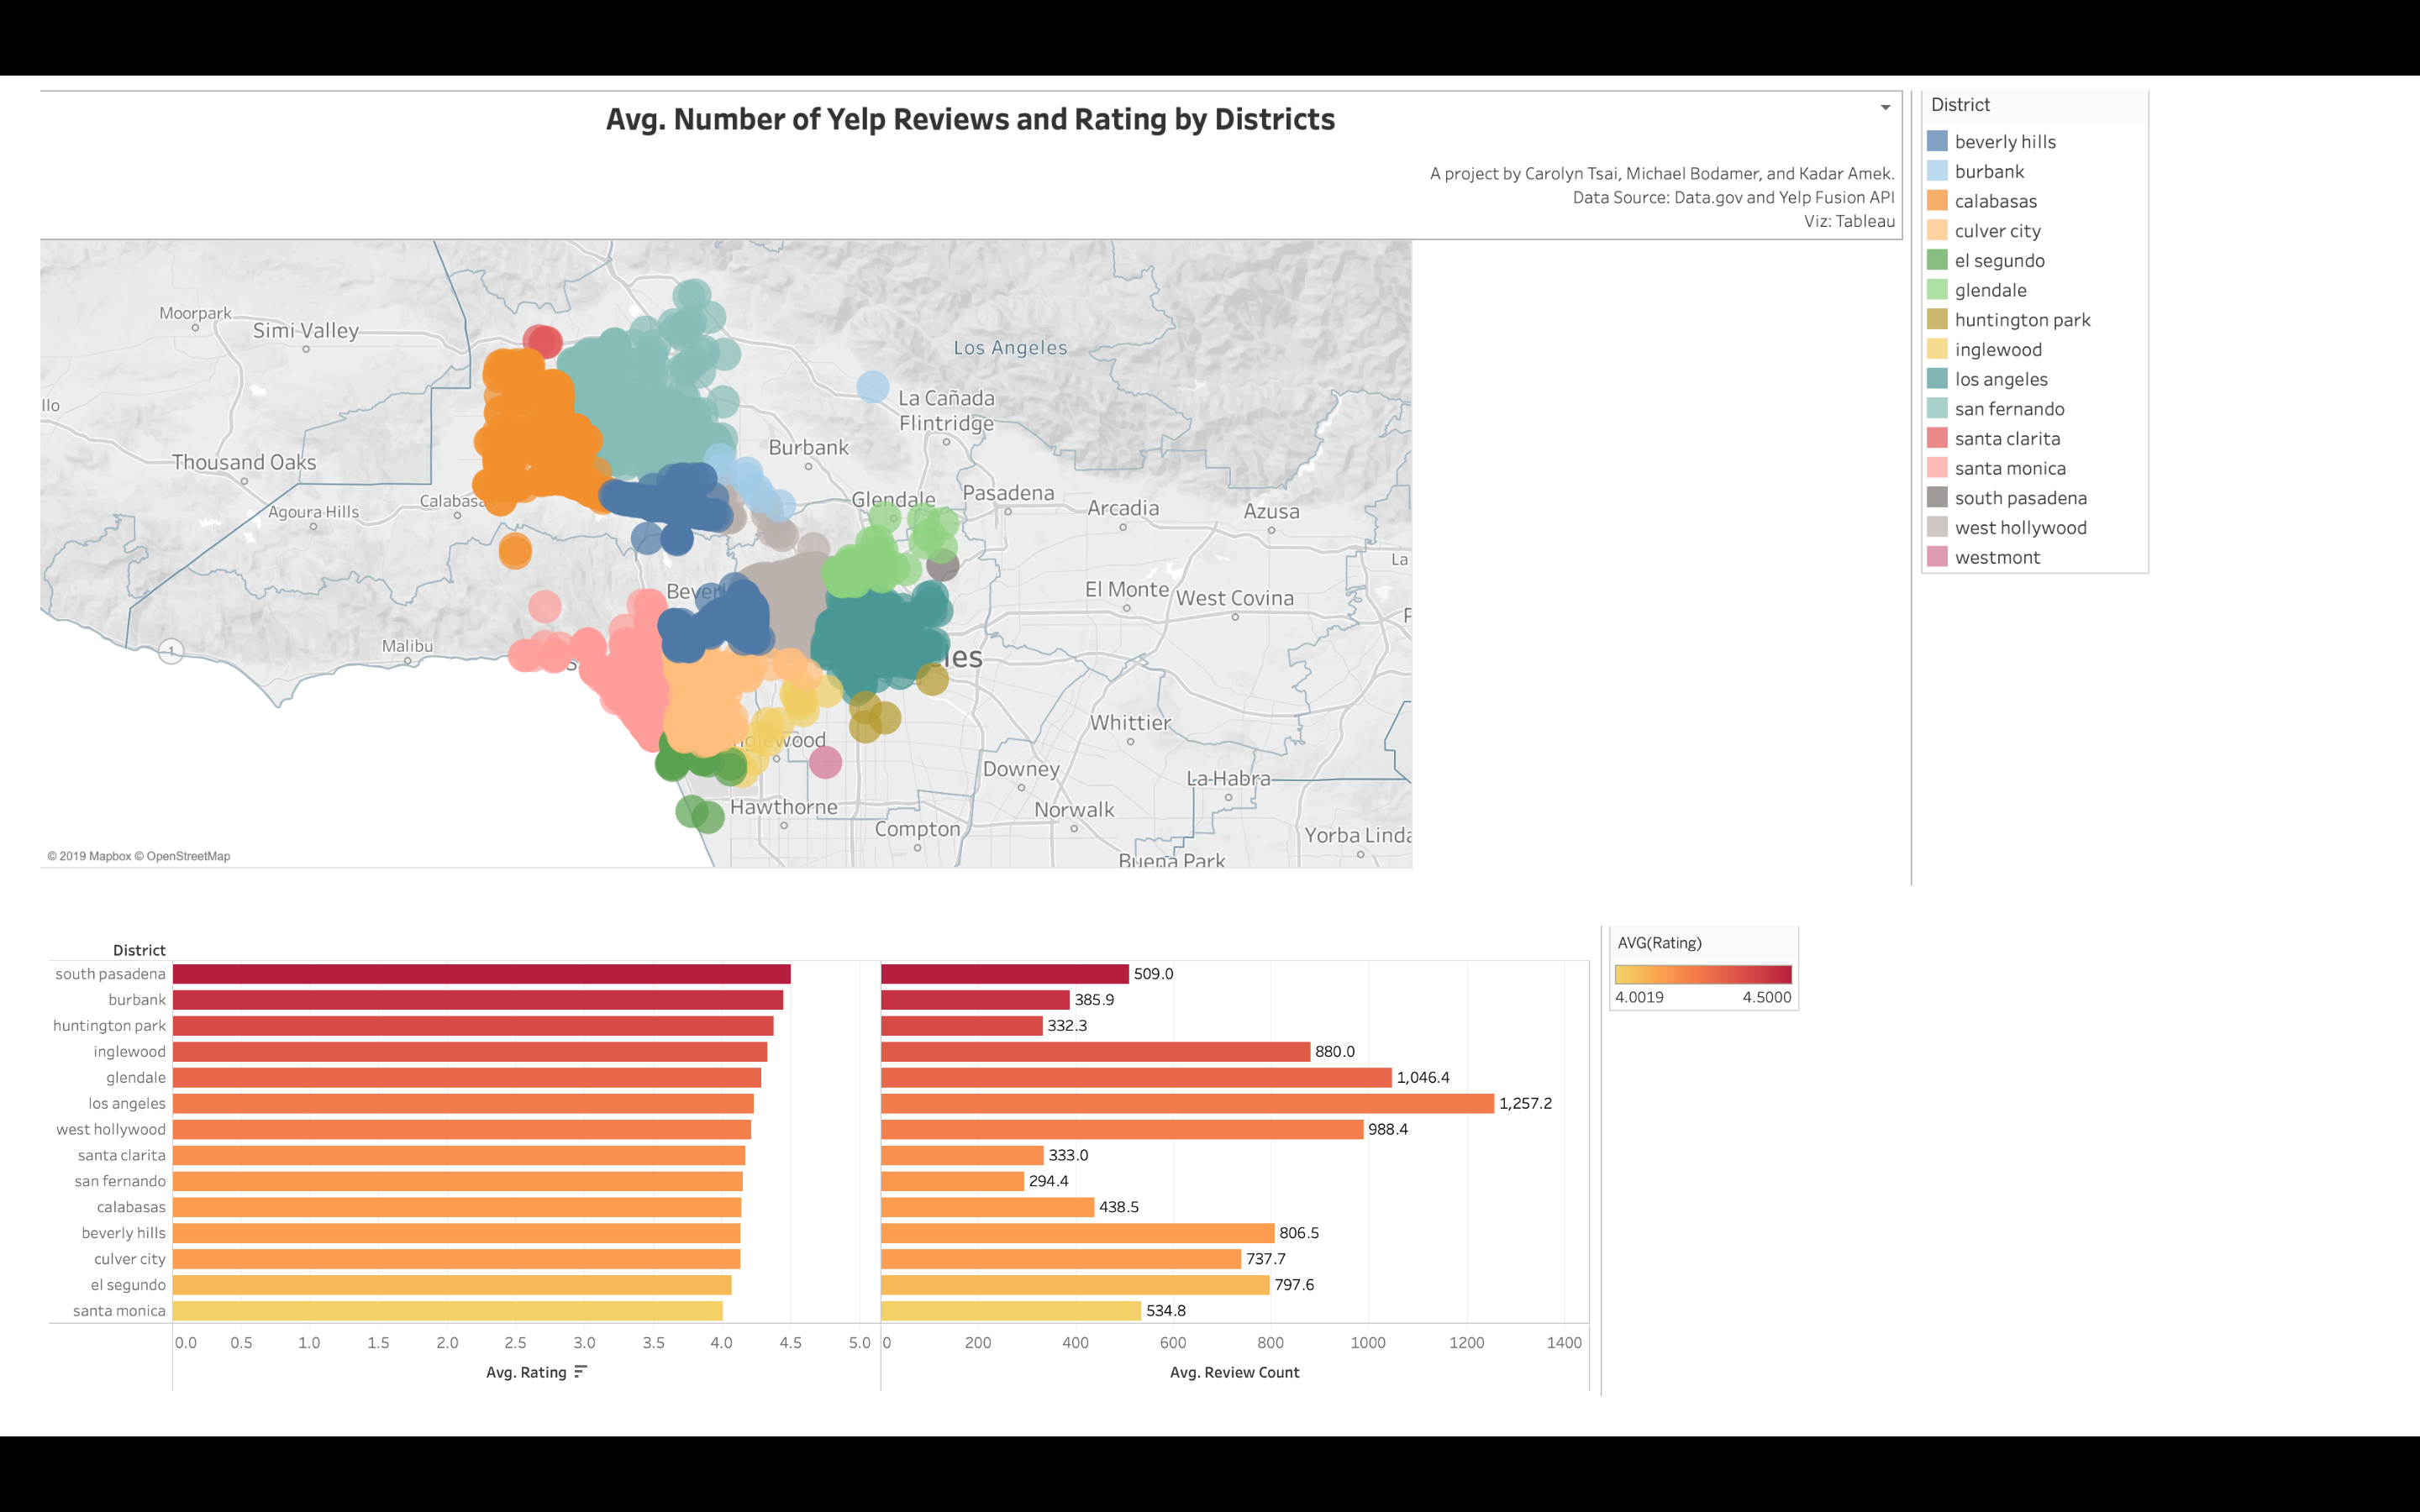 Avg. Number of Yelp Reviews and Rating by Districts
A project by Carolyn Tsai, Michael Bodamer, and Kadar Amek.
Data Source: Data.gov and Yelp Fusion API
Viz: Tableau
District
beverly hills
burbank
calabasas
culver city
el segundo
glendale
huntington park
inglewood
los angeles
san fernando
santa clarita
santa monica
south pasadena
west hollywood
westmont
Moorpark
Simi Valley
Los Angeles
llo
La Cañada
Flintridge
Burbank
Thousand Oaks
Calabasa
Agoura Hills
Glendale
Pasadena
Arcadia
Azusa
La
Bever
El Monte
West Covina
Malibu
1
S
les
Whittier
nglewood
Downey
La Habra
Hawthorne
Norwalk
Compton
Yorba Linda
Buena Park
© 2019 Mapbox © OpenStreetMap
District
south pasadena 509.0
burbank 385.9
huntington park 332.3
inglewood 880.0
glendale 1,046.4
los angeles 1,257.2
west hollywood 988.4
santa clarita 333.0
san fernando 294.4
calabasas 438.5
beverly hills 806.5
culver city 737.7
el segundo 797.6
santa monica 534.8
0.0 0.5 1.0 1.5 2.0 2.5 3.0 3.5 4.0 4.5 5.0 0 200 400 600 800 1000 1200 1400
Avg. Rating Avg. Review Count
AVG(Rating)
4.0019 4.5000